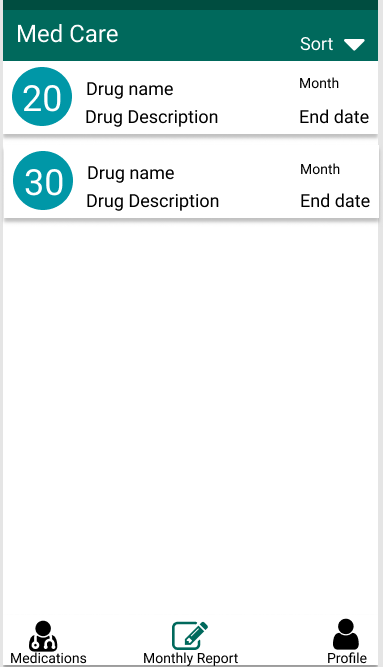 Med Care
Sort
20
Drug name
Month
Drug Description
End date
30
Drug name
Month
Drug Description
End date
Medications
Monthly Report
Profile